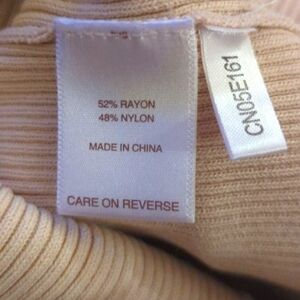 52% RAYON
48% NYLON
MADE IN CHINA
CARE ON REVERSE
CN05E161